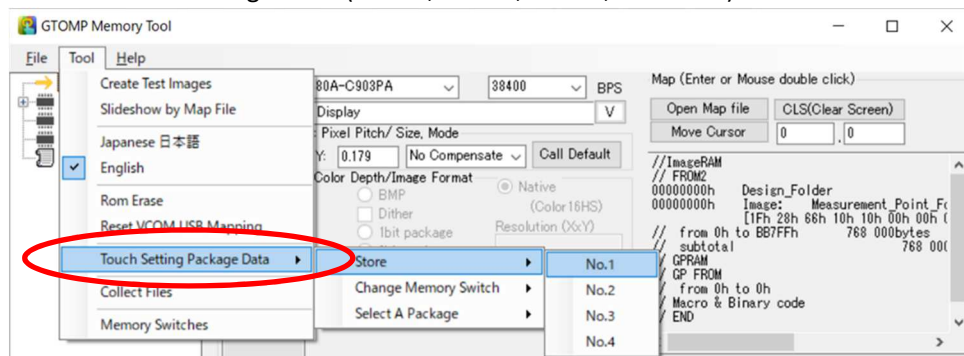 GTOMP Memory Tool
File Tool Help
Create Test Images
Slideshow by Map File
Japanese 日本語
English
Rom Erase
Reset VCOM USB Mapping
Touch Setting Package Data
Collect Files
Memory Switches
Store
Change Memory Switch
Select A Package
No.1
No.2
No.3
No.4
80A-C903PA 38400 BPS
Display V
Pixel Pitch/ Size, Mode
Y: 0.179 No Compensate Call Default
Color Depth/Image Format
BMP
Dither
1bit package
Native
(Color16HS)
Resolution (XxY)
Map (Enter or Mouse double click)
Open Map file CLS(Clear Screen)
Move Cursor 0 . 0
//ImageRAM
// FROM2
00000000h Design_Folder
00000000h Image: Measurement_Point_Fo
[1Fh 28h 66h 10h 10h 00h 00h (
// from 0h to BB7FFh 768 000bytes
// subtotal 768 000
GPRAM
GP FROM
from 0h to 0h
Macro & Binary code
END